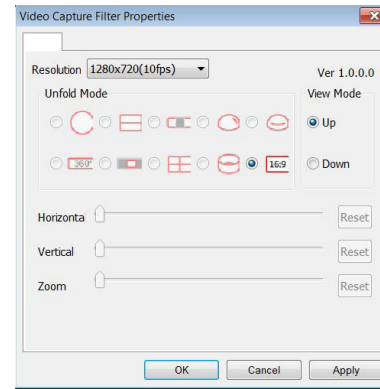 Video Capture Filter Properties
Resolution 1280x720(10fps) Ver 1.0.0.0
Unfold Mode View Mode
Up
360° 16:9 Down
Horizonta Reset
Vertical Reset
Zoom Reset
OK Cancel Apply